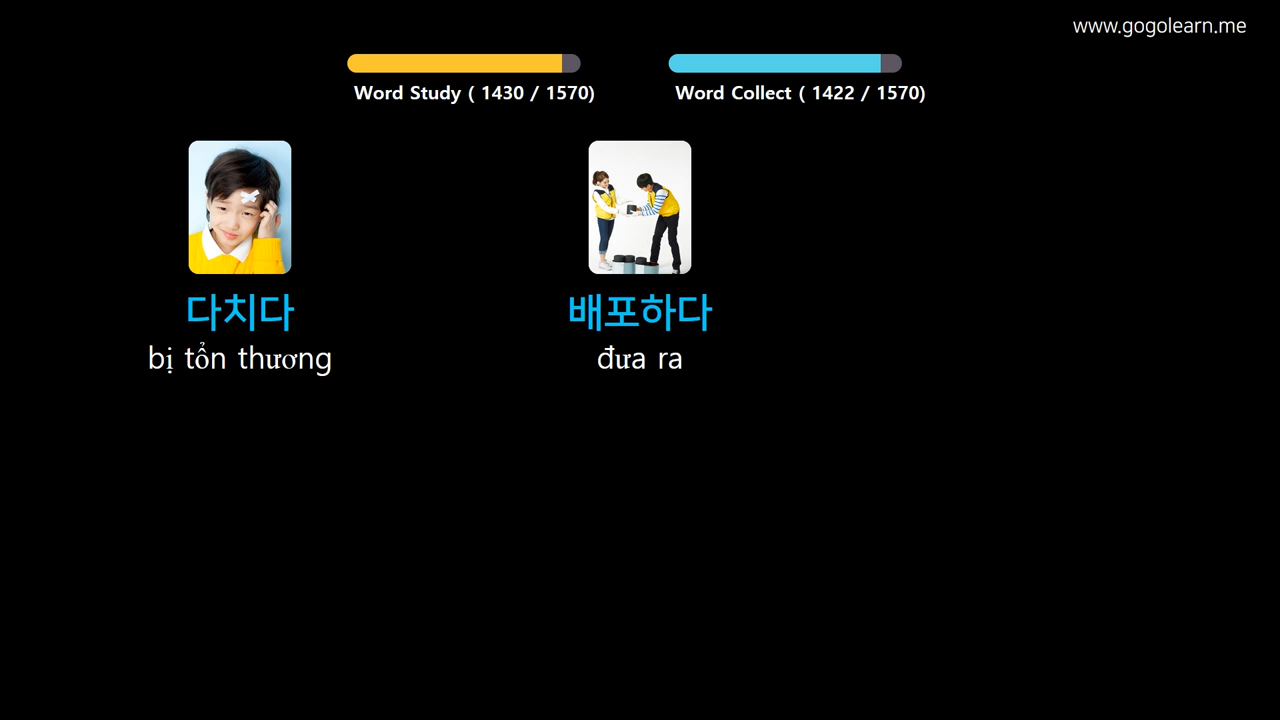 www.gogolearn.me
Word Study ( 1430 / 1570)
Word Collect ( 1422 / 1570)
다치다
배포하다
bị tổn thương
đưa ra